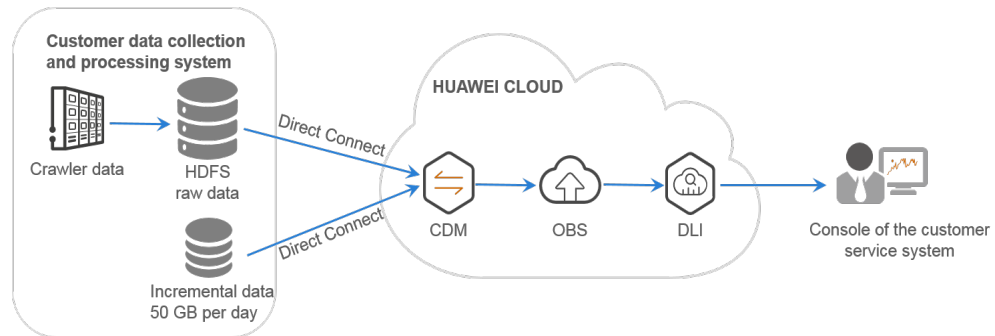 Customer data collection
and processing system
Crawler data
HDFS
raw data
Incremental data
50 GB per day
Direct Connect
Direct Connect
HUAWEI CLOUD
CDM
OBS
DLI
Console of the customer
service system